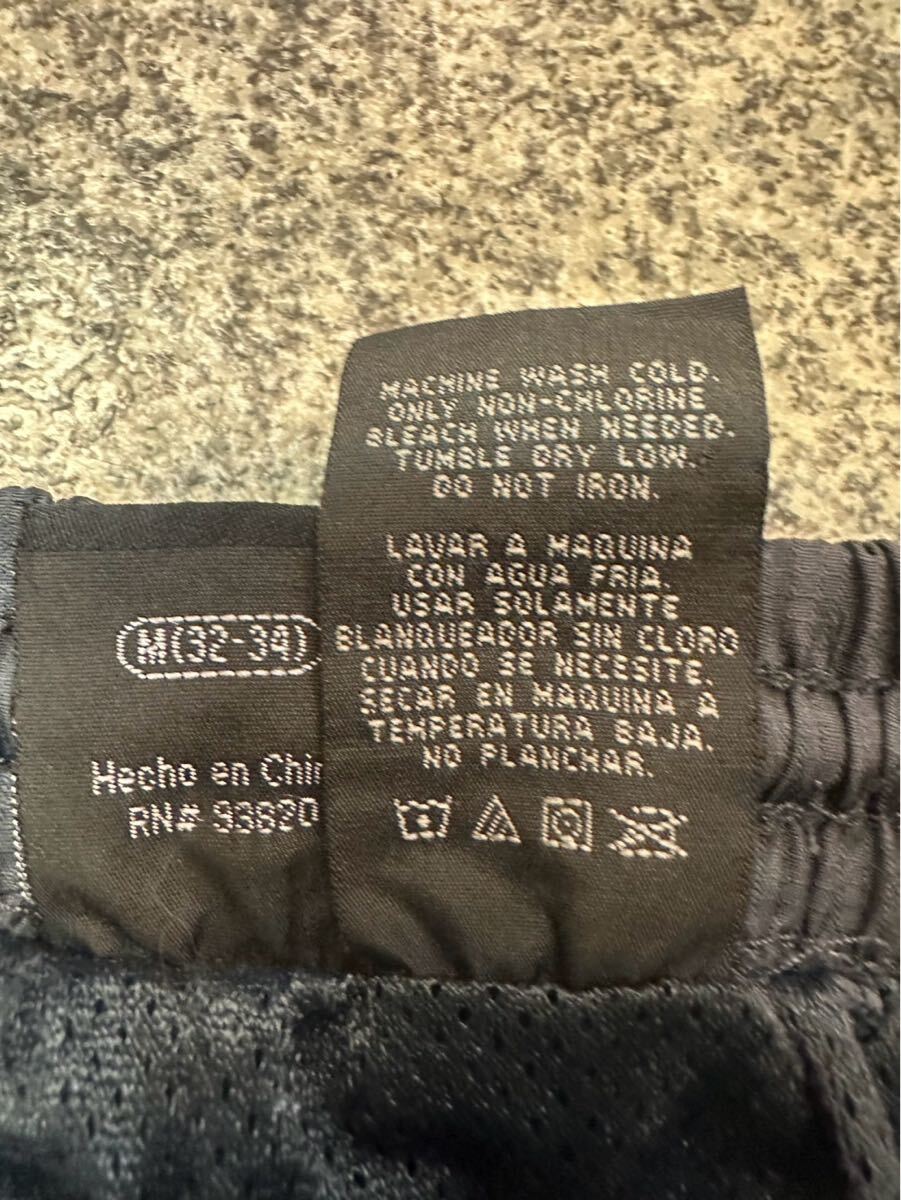 MACHINE WASH COLD.
ONLY NON-CHLORINE
BLEACH WHEN NEEDED.
TUMBLE DRY LOW.
DO NOT IRON.
LAVAR A MAQUINA
CON AGUA FRIA.
USAR SOLAMENTE
BLANQUEADOR SIN CLORO
CUANDO SE NECESITE.
SECAR EN MAQUINA A
TEMPERATURA BAJA.
NO PLANCHAR.
M(32-34)
Hecho en Chin
RN# 93820